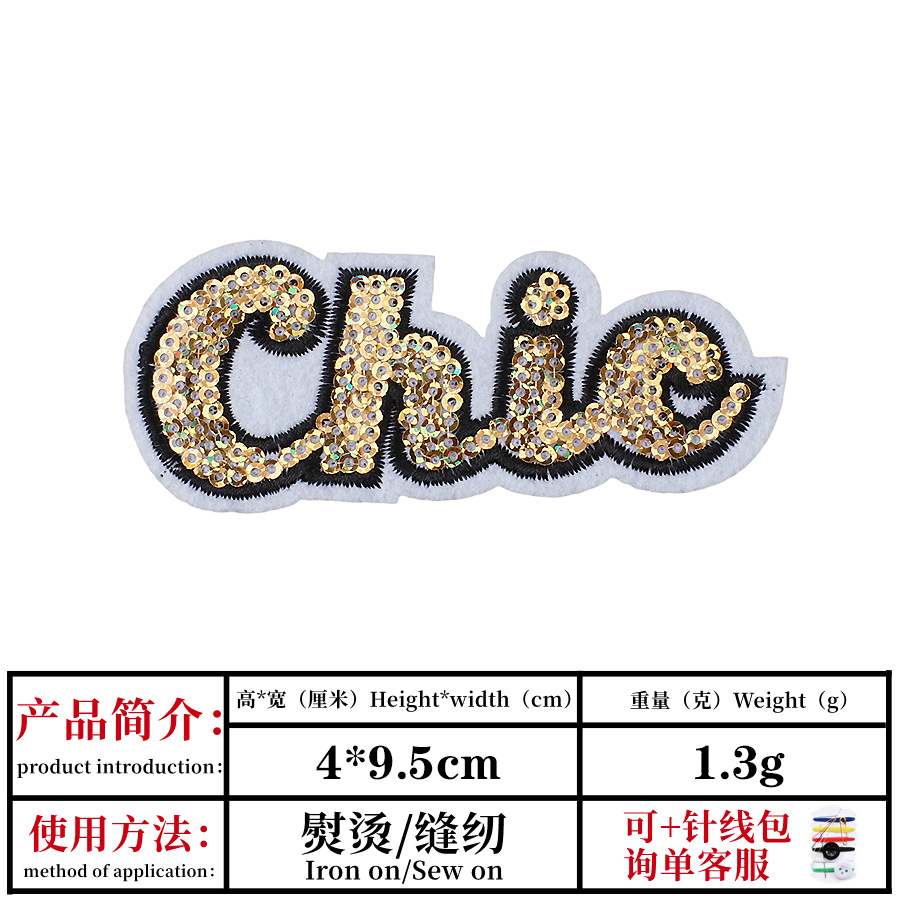 Chic
产品简介：
product introduction：
高*宽（厘米）Height*width（cm）
4*9.5cm
重量（克）Weight（g）
1.3g
使用方法：
method of application：
熨烫/缝纫
Iron on/Sew on
可+针线包
询单客服